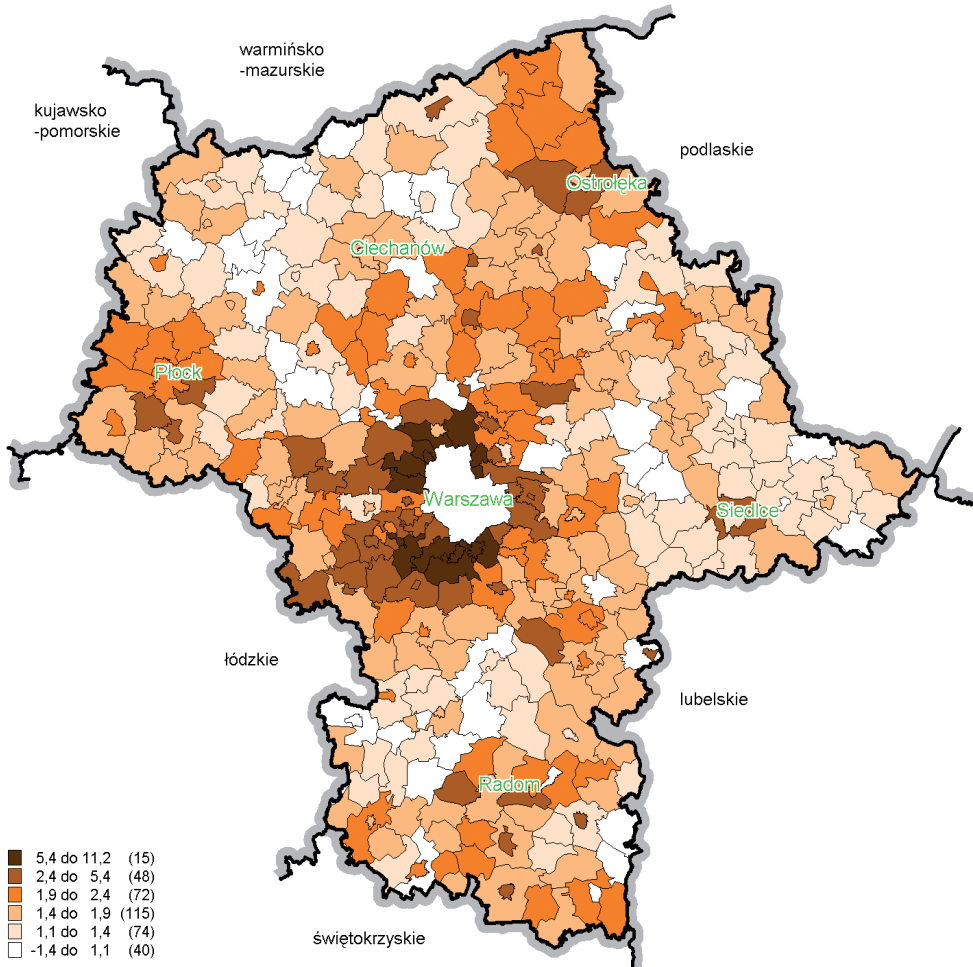 warmińsko
-mazurskie
kujawsko
-pomorskie
podlaskie
Ostrołęka
Ciechanów
Płock
Warszawa
Siedlce
łódzkie
lubelskie
Radom
5,4 do 11,2 (15)
2,4 do 5,4 (48)
1,9 do 2,4 (72)
1,4 do 1,9 (115)
1,1 do 1,4 (74)
-1,4 do 1,1 (40)
świętokrzyskie